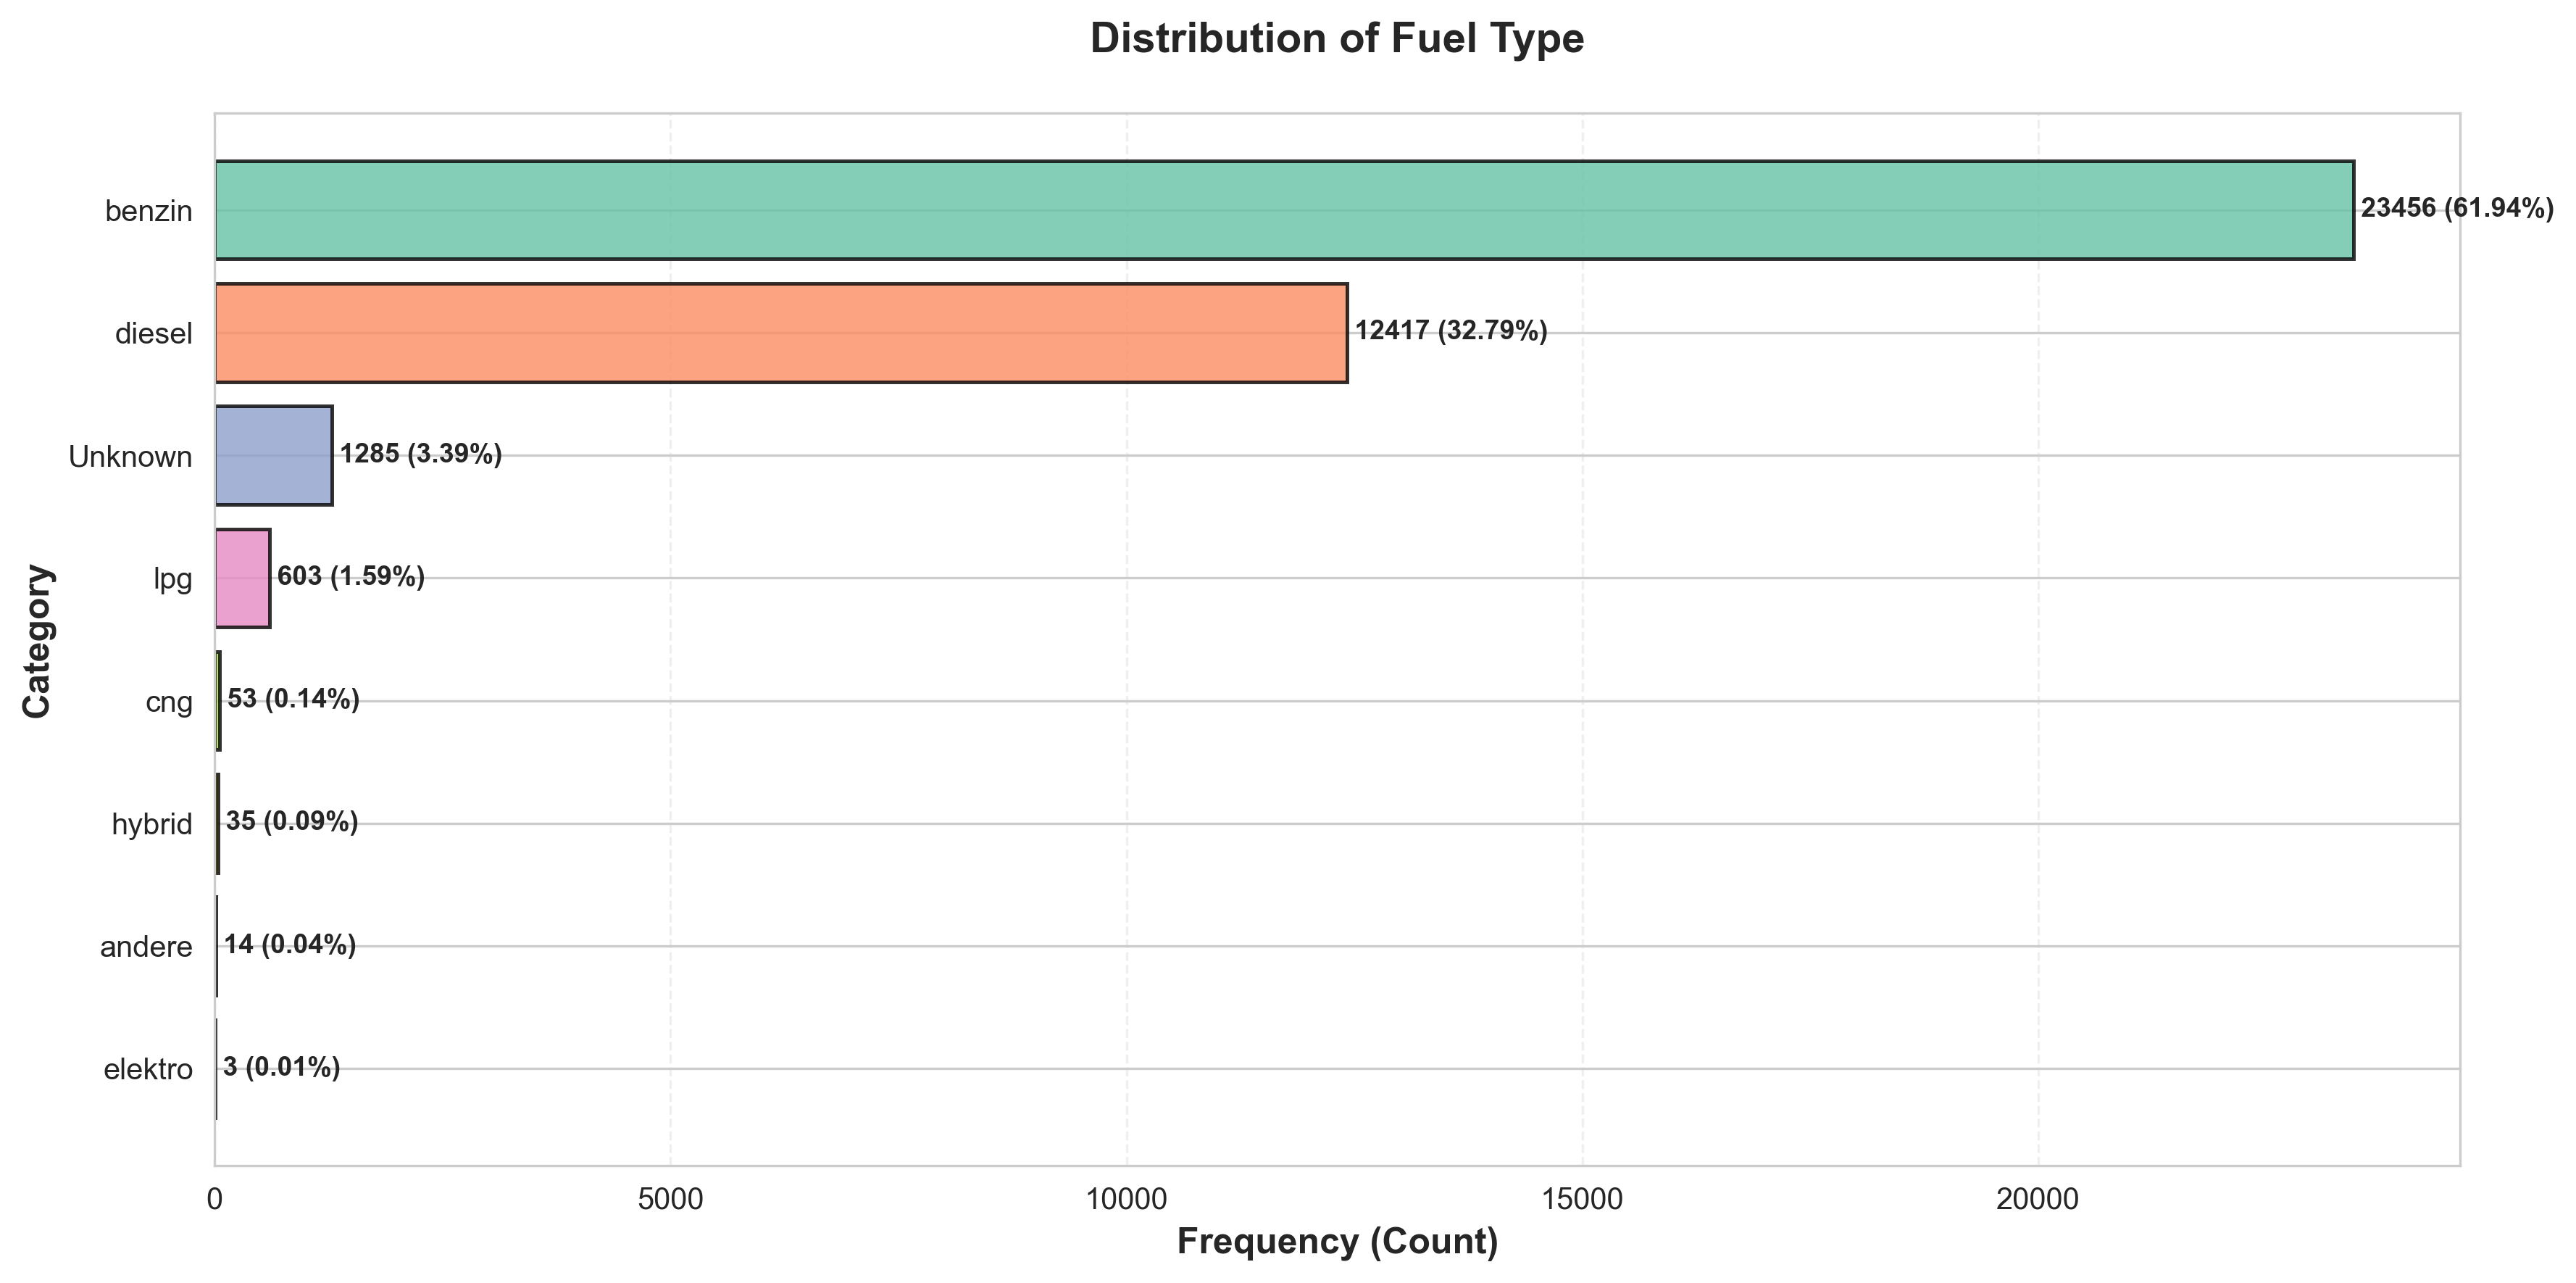 Distribution of Fuel Type
benzin 23456 (61.94%)
diesel 12417 (32.79%)
Unknown 1285 (3.39%)
lpg 603 (1.59%)
cng 53 (0.14%)
hybrid 35 (0.09%)
andere 14 (0.04%)
elektro 3 (0.01%)
Category
0 5000 10000 15000 20000
Frequency (Count)